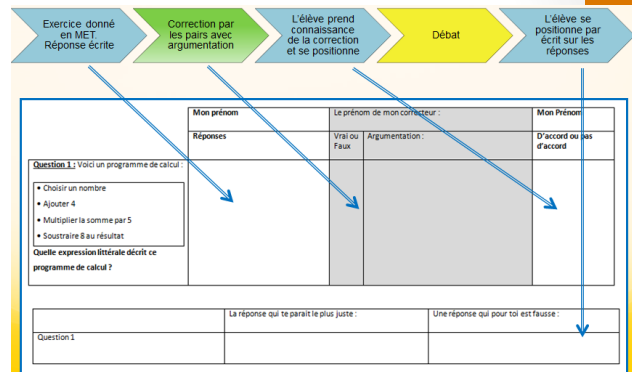 Exercice donné
en MET.
Réponse écrite
Correction par
les pairs avec
argumentation
L'élève prend
connaissance
de la correction
et se positionne
Débat
L'élève se
positionne par
écrit sur les
réponses
Mon prénom
Le prénom de mon correcteur :
Mon Prénom
Réponses
Vrai ou
Faux
Argumentation :
D'accord ou pas
d'accord
Question 1 : Voici un programme de calcul :
• Choisir un nombre
• Ajouter 4
• Multiplier la somme par 5
• Soustraire 8 au résultat
Quelle expression littérale décrit ce
programme de calcul ?
La réponse qui te parait le plus juste :
Une réponse qui pour toi est fausse :
Question 1